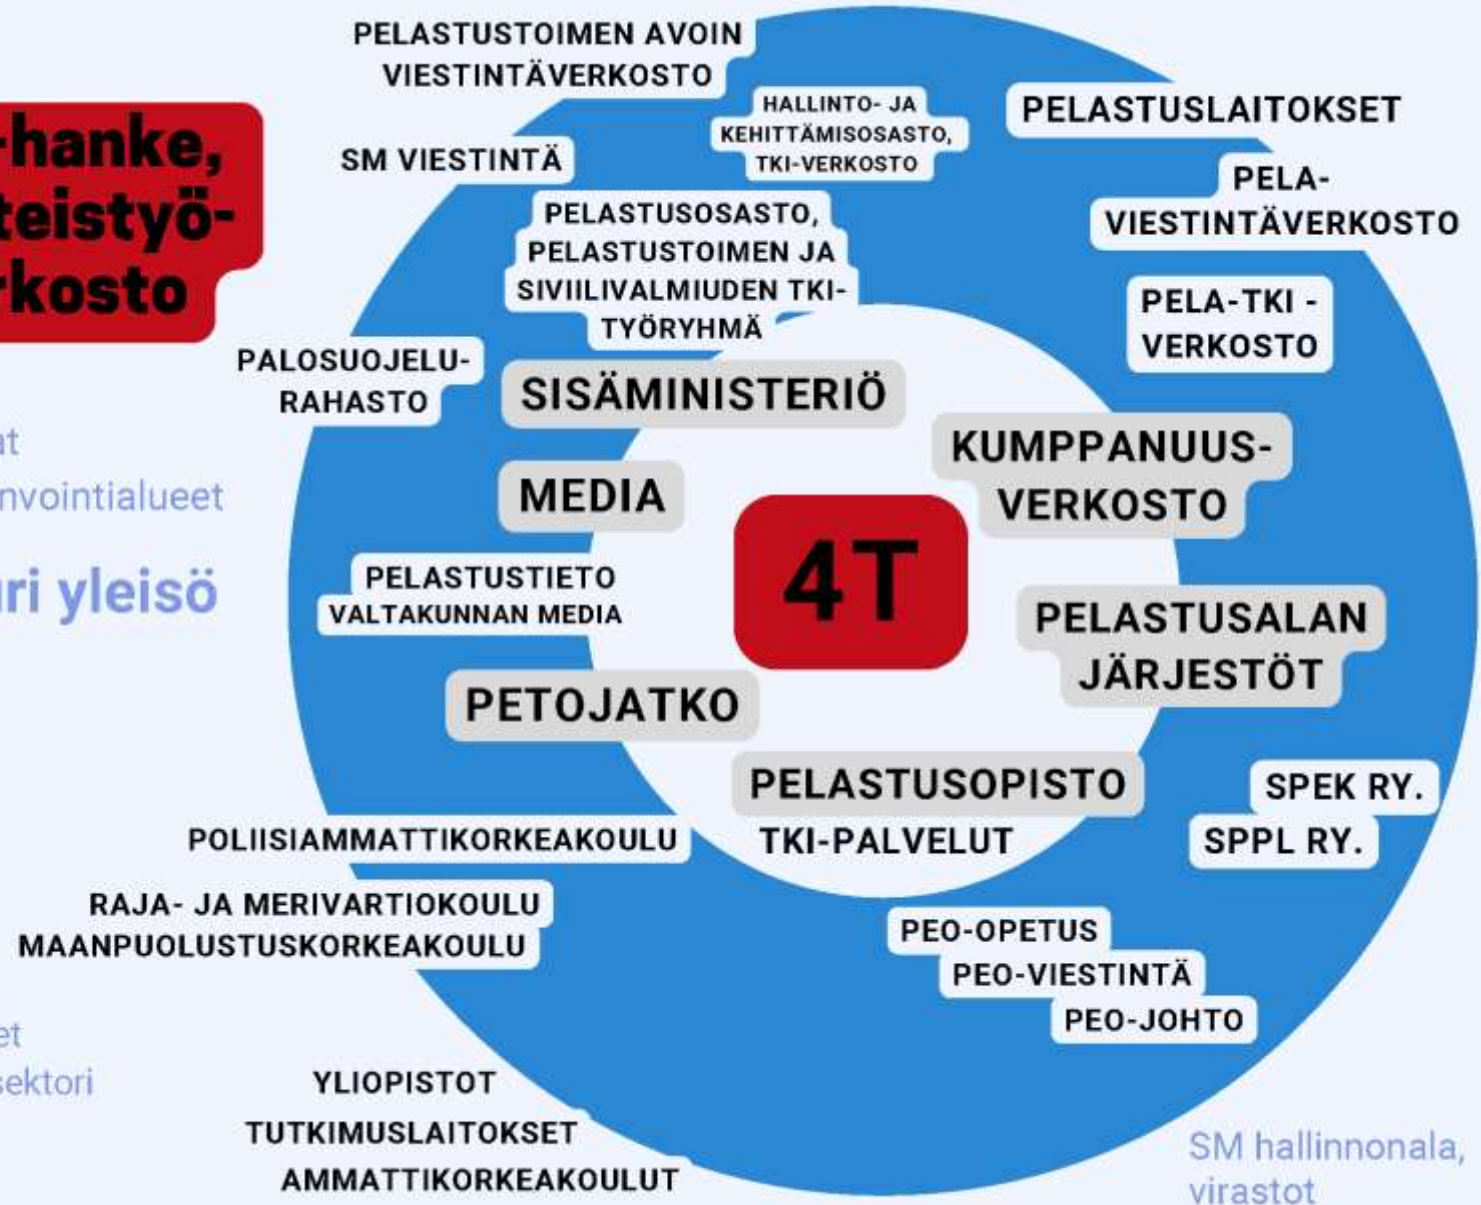 -hanke,
teistyö-
rkosto
at
nvointialueet
ri yleisö
et
sektori
PELASTUSTOIMEN AVOIN
VIESTINTÄVERKOSTO
SM VIESTINTÄ
HALLINTO- JA
KEHITTÄMISOSASTO,
TKI-VERKOSTO
PELASTUSLAITOKSET
PELA-
VIESTINTÄVERKOSTO
PELA-TKI -
VERKOSTO
PELASTUSOSASTO,
PELASTUSTOIMEN JA
SIVIILIVALMIUDEN TKI-
TYÖRYHMÄ
PALOSUOJELU-
RAHASTO
SISÄMINISTERIÖ
KUMPPANUUS-
VERKOSTO
MEDIA
PELASTUSTIETO
VALTAKUNNAN MEDIA
4T
PELASTUSALAN
JÄRJESTÖT
PETOJATKO
PELASTUSOPISTO
TKI-PALVELUT
SPEK RY.
SPPL RY.
POLIISIAMMATTIKORKEAKOULU
RAJA- JA MERIVARTIOKOULU
MAANPUOLUSTUSKORKEAKOULU
PEO-OPETUS
PEO-VIESTINTÄ
PEO-JOHTO
YLIOPISTOT
TUTKIMUSLAITOKSET
AMMATTIKORKEAKOULUT
SM hallinnonala,
virastot